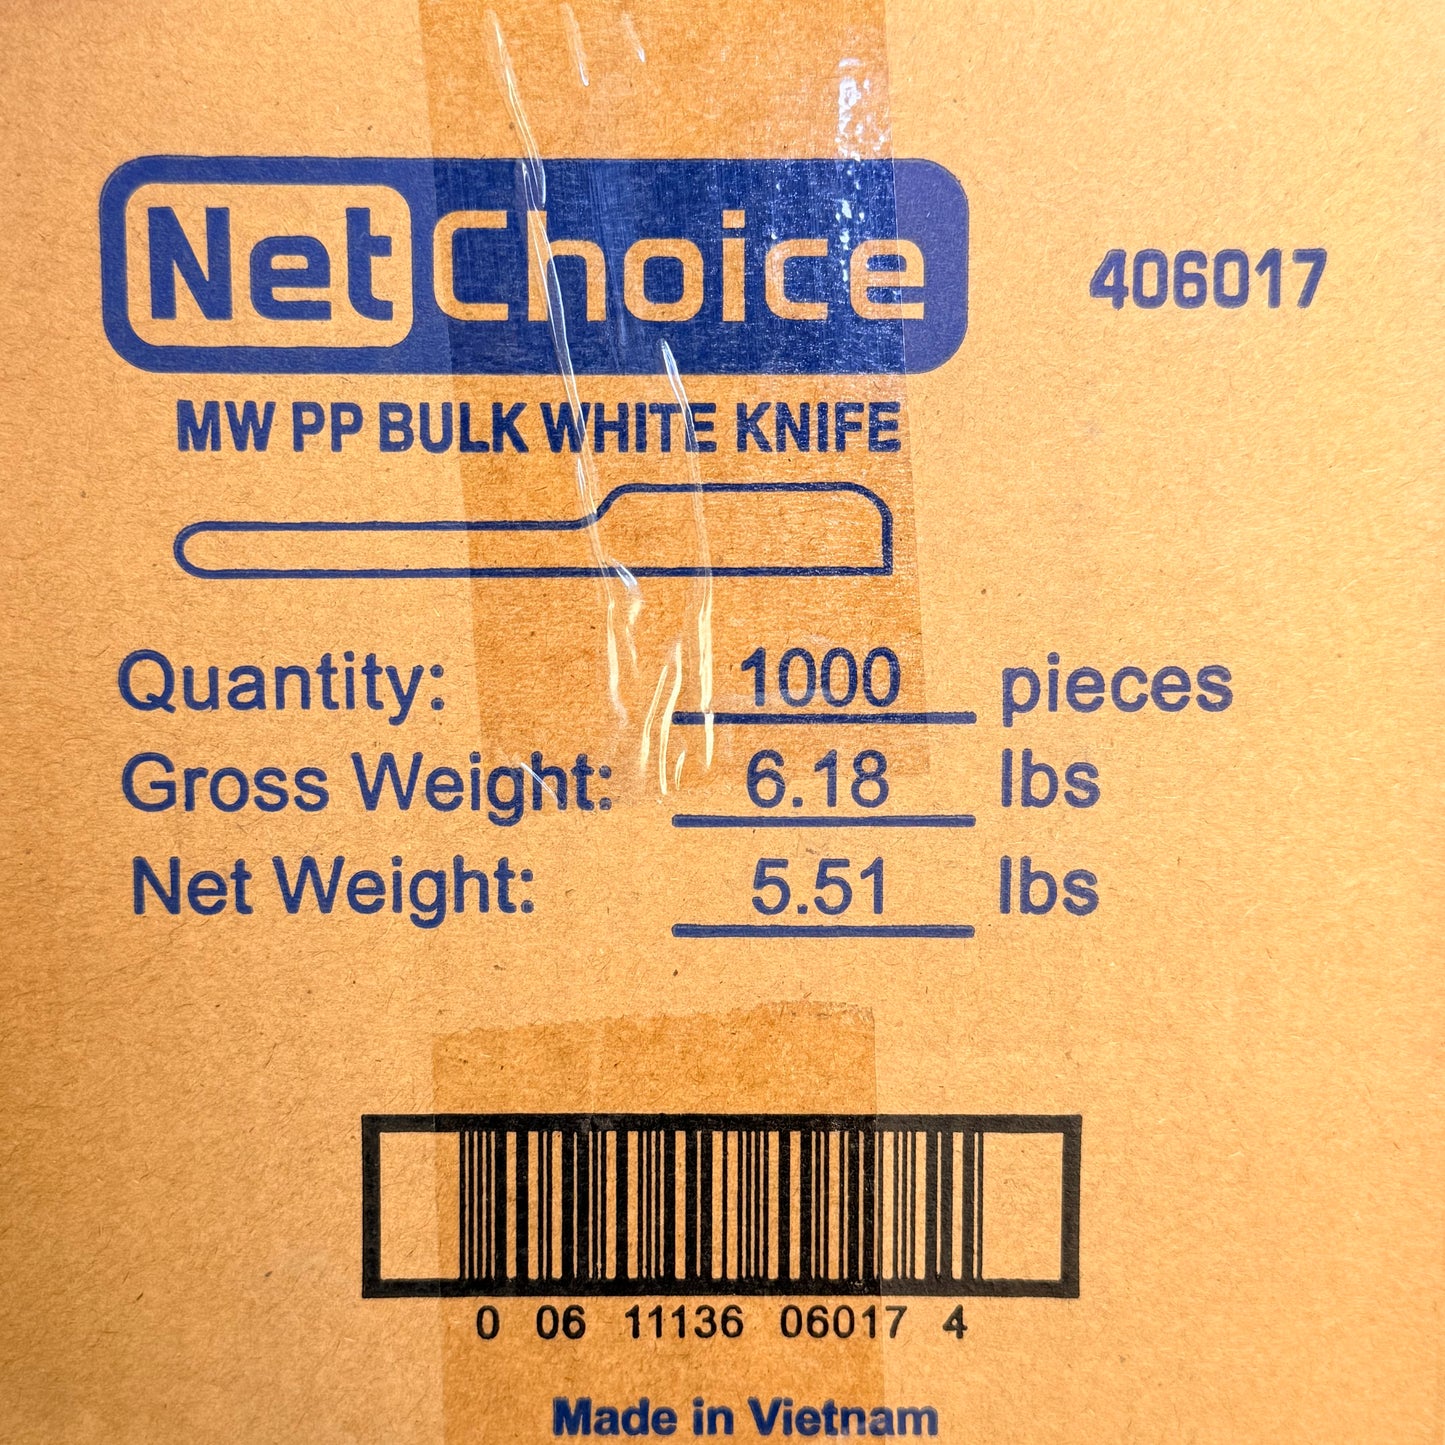 NetChoice
406017
MW PP BULK WHITE KNIFE
Quantity: 1000 pieces
Gross Weight: 6.18 lbs
Net Weight: 5.51 lbs
0 06 11136 06017 4
Made in Vietnam